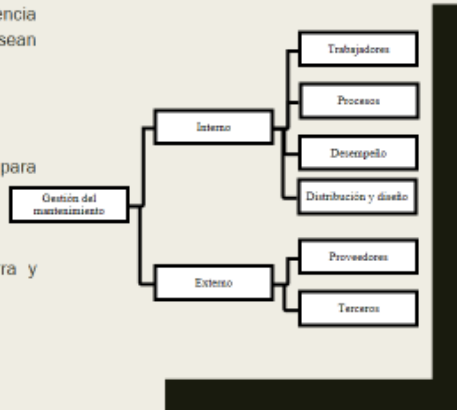 encia
sean
para
ra y
Gestión del
mantenimiento
Interno
Trabajadores
Procesos
Desempeño
Distribución y diseño
Externo
Proveedores
Terceros